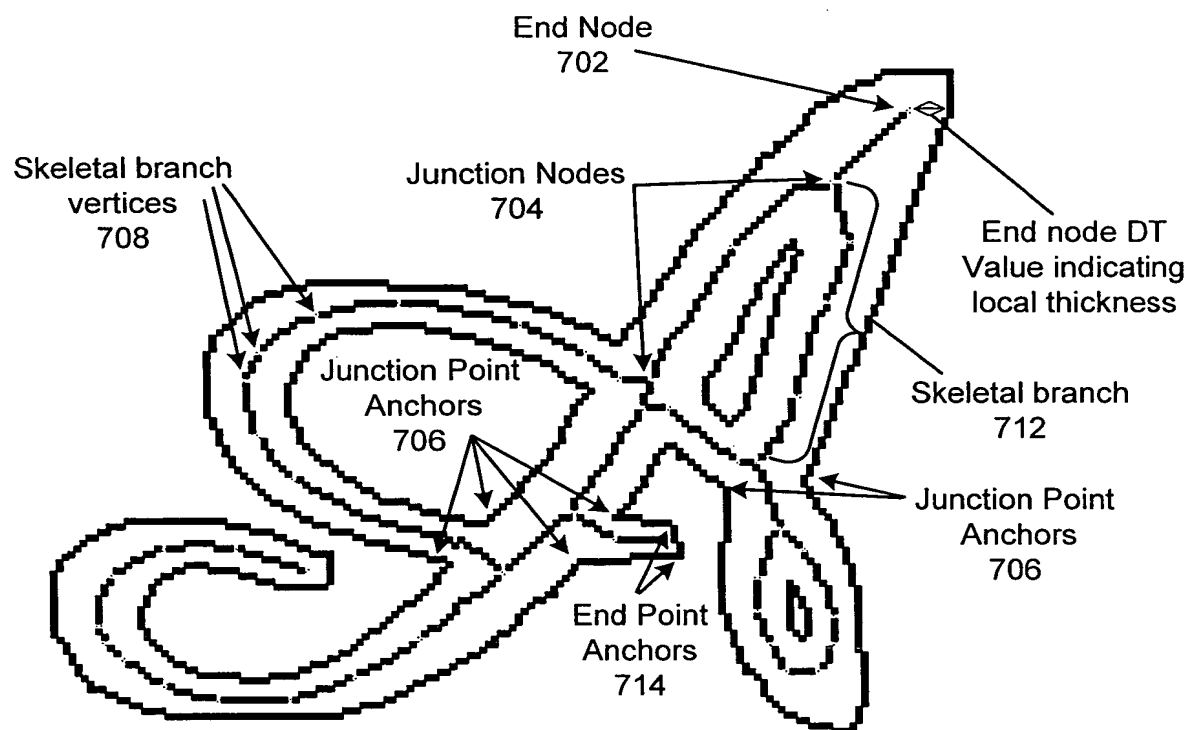 End Node
702
Skeletal branch
vertices
708
Junction Nodes
704
End node DT
Value indicating
local thickness
Junction Point
Anchors
706
Skeletal branch
712
Junction Point
Anchors
706
End Point
Anchors
714